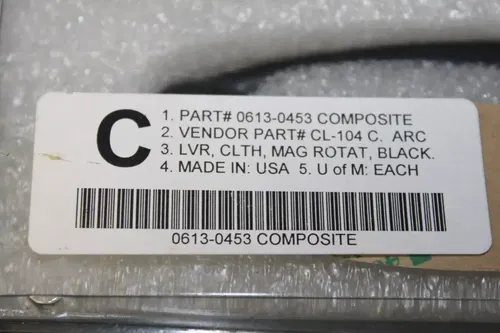 C
1. PART# 0613-0453 COMPOSITE
2. VENDOR PART# CL-104 C. ARC
3. LVR, CLTH, MAG ROTAT, BLACK.
4. MADE IN: USA 5. U of M: EACH
0613-0453 COMPOSITE